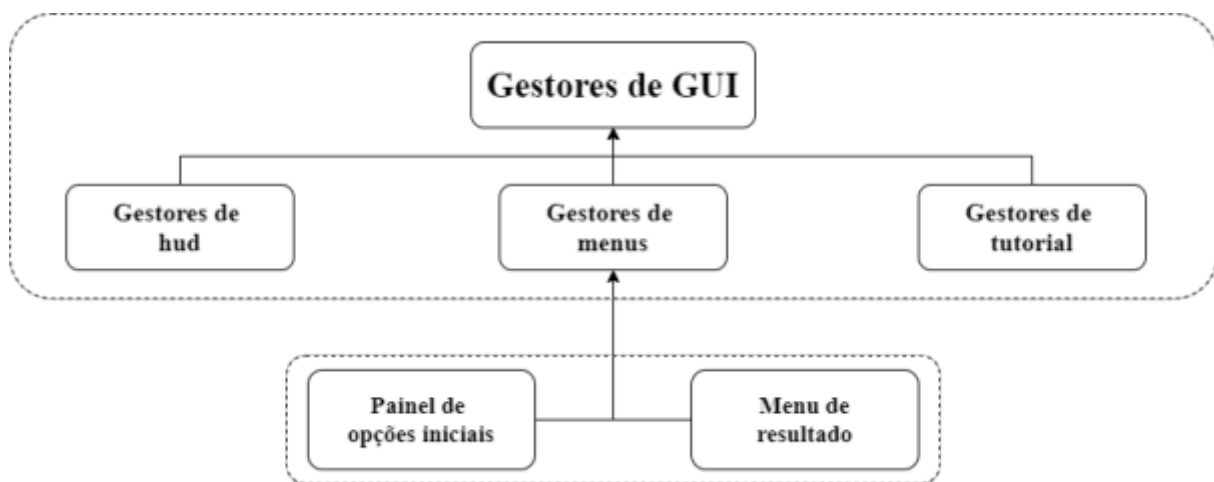 Gestores de GUI
Gestores de
hud
Gestores de
menus
Gestores de
tutorial
Painel de
opções iniciais
Menu de
resultado